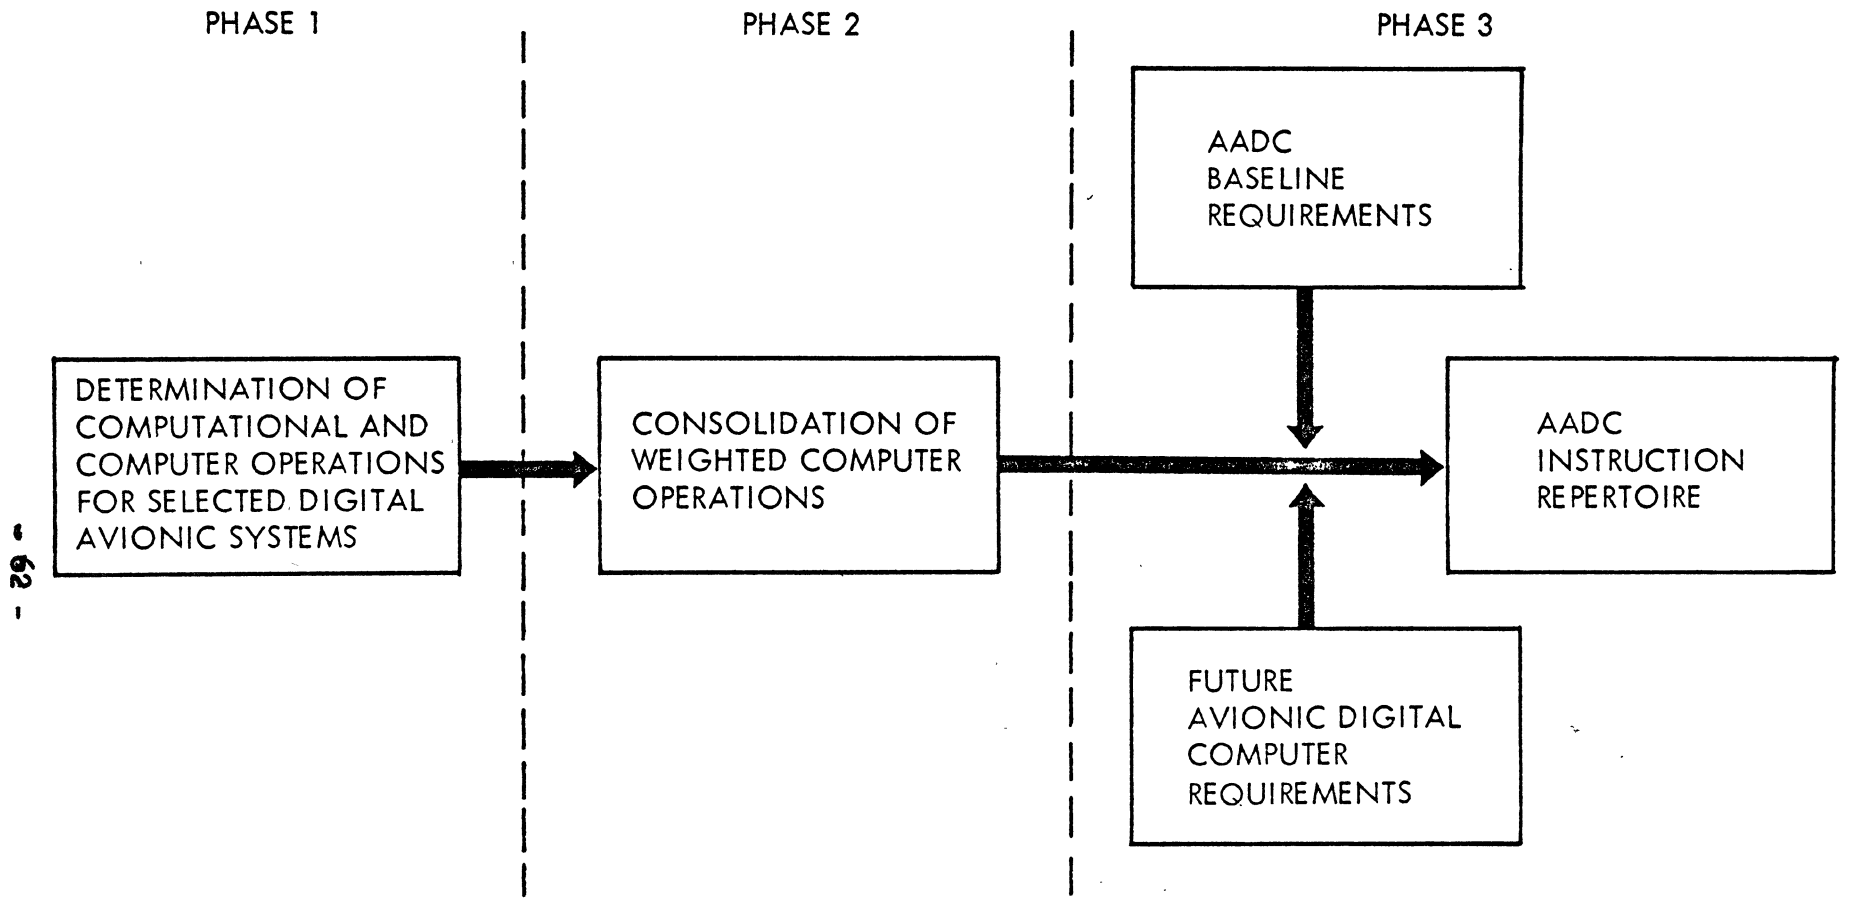 PHASE 1
PHASE 2
PHASE 3
DETERMINATION OF
COMPUTATIONAL AND
COMPUTER OPERATIONS
FOR SELECTED DIGITAL
AVIONIC SYSTEMS
CONSOLIDATION OF
WEIGHTED COMPUTER
OPERATIONS
AADC
BASELINE
REQUIREMENTS
AADC
INSTRUCTION
REPERTOIRE
FUTURE
AVIONIC DIGITAL
COMPUTER
REQUIREMENTS
- 62 -